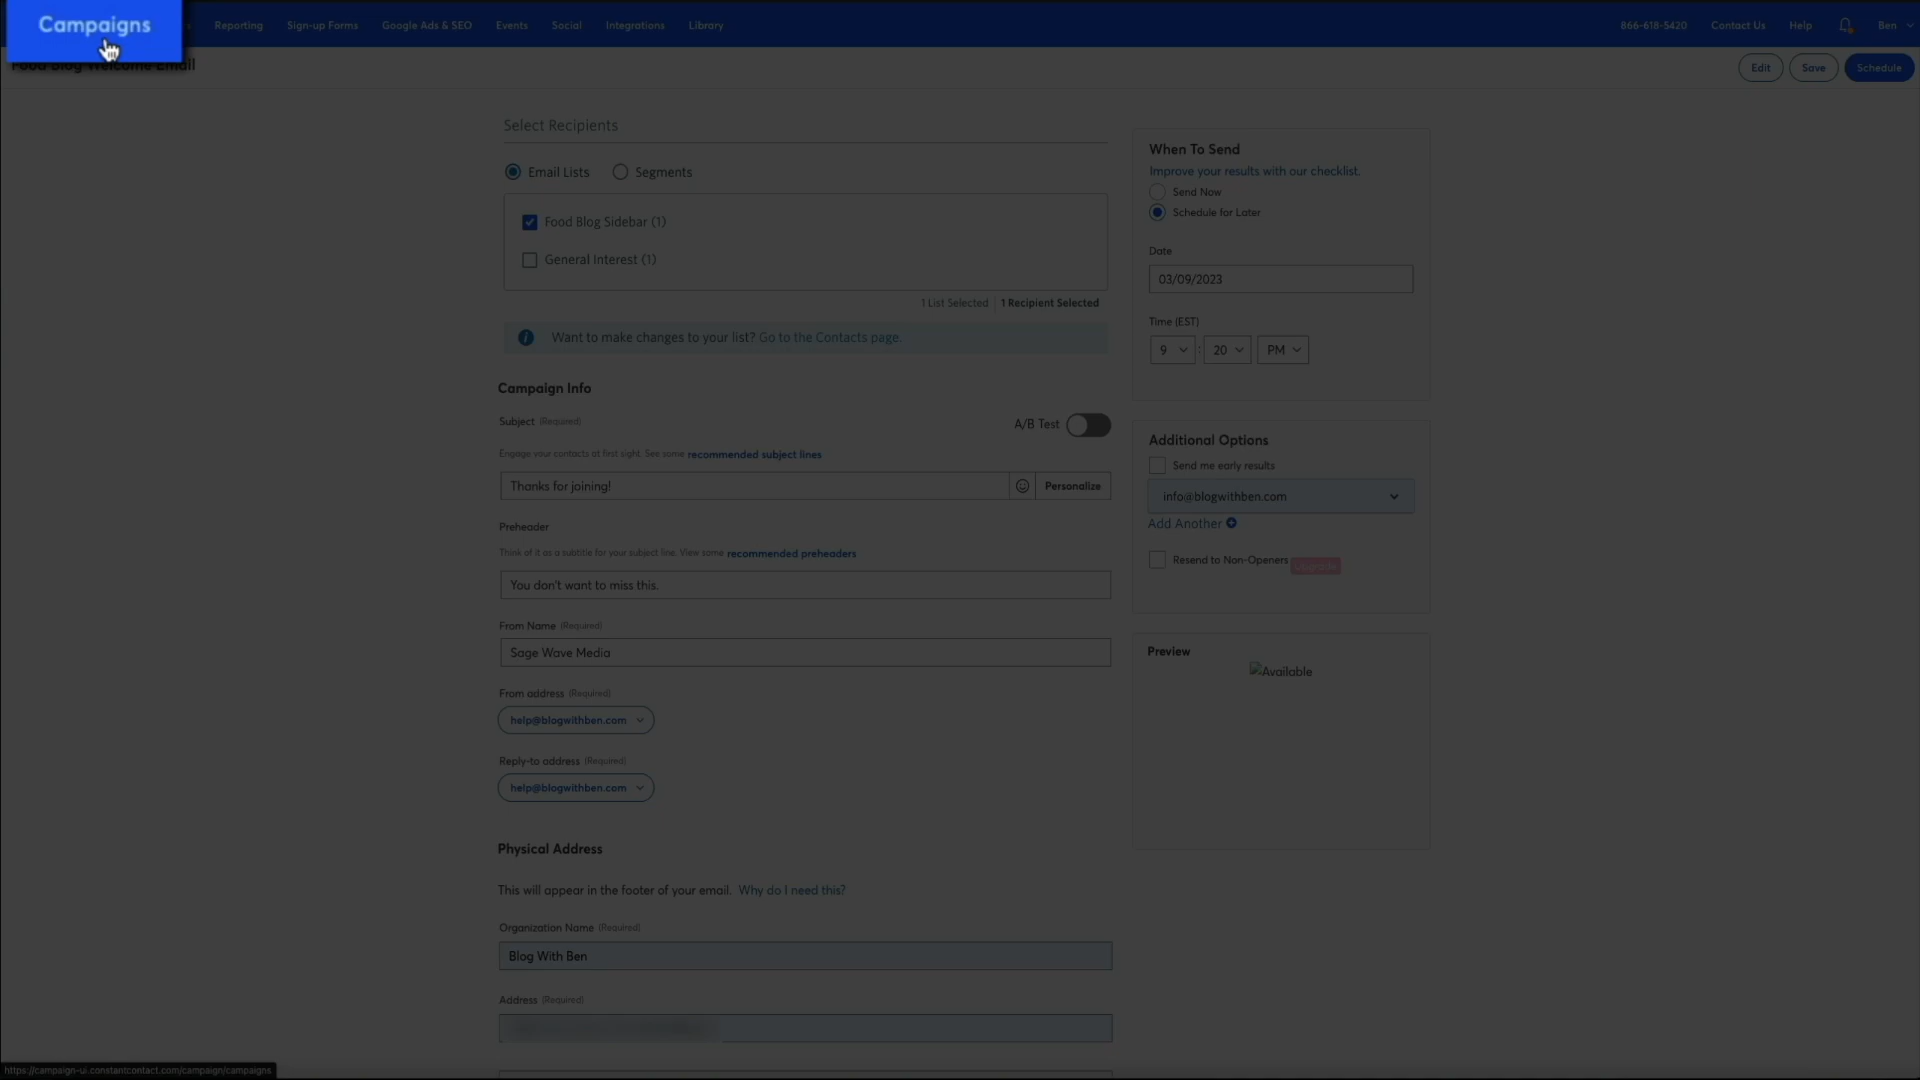 Campaigns
Reporting
Sign-up Forms
Google Ads & SEO
Events
Social
Integrations
Library
866-618-5420
Contact Us
Help
Ben
Food Blog Welcome Email
Edit
Save
Schedule
Select Recipients
Email Lists
Segments
Food Blog Sidebar (1)
General Interest (1)
1 List Selected | 1 Recipient Selected
Want to make changes to your list? Go to the Contacts page.
Campaign Info
Subject (Required)
A/B Test
Engage your contacts at first sight. See some recommended subject lines
Thanks for joining!
Personalize
Preheader
Think of it as a subtitle for your subject line. View some recommended preheaders
You don't want to miss this.
From Name (Required)
Sage Wave Media
From address (Required)
help@blogwithben.com
Reply-to address (Required)
help@blogwithben.com
Physical Address
This will appear in the footer of your email. Why do I need this?
Organization Name (Required)
Blog With Ben
Address (Required)
When To Send
Improve your results with our checklist.
Send Now
Schedule for Later
Date
03/09/2023
Time (EST)
9 : 20 PM
Additional Options
Send me early results
info@blogwithben.com
Add Another
Resend to Non-Openers
Upgrade
Preview
Available
https://campaign-ui.constantcontact.com/campaign/campaigns